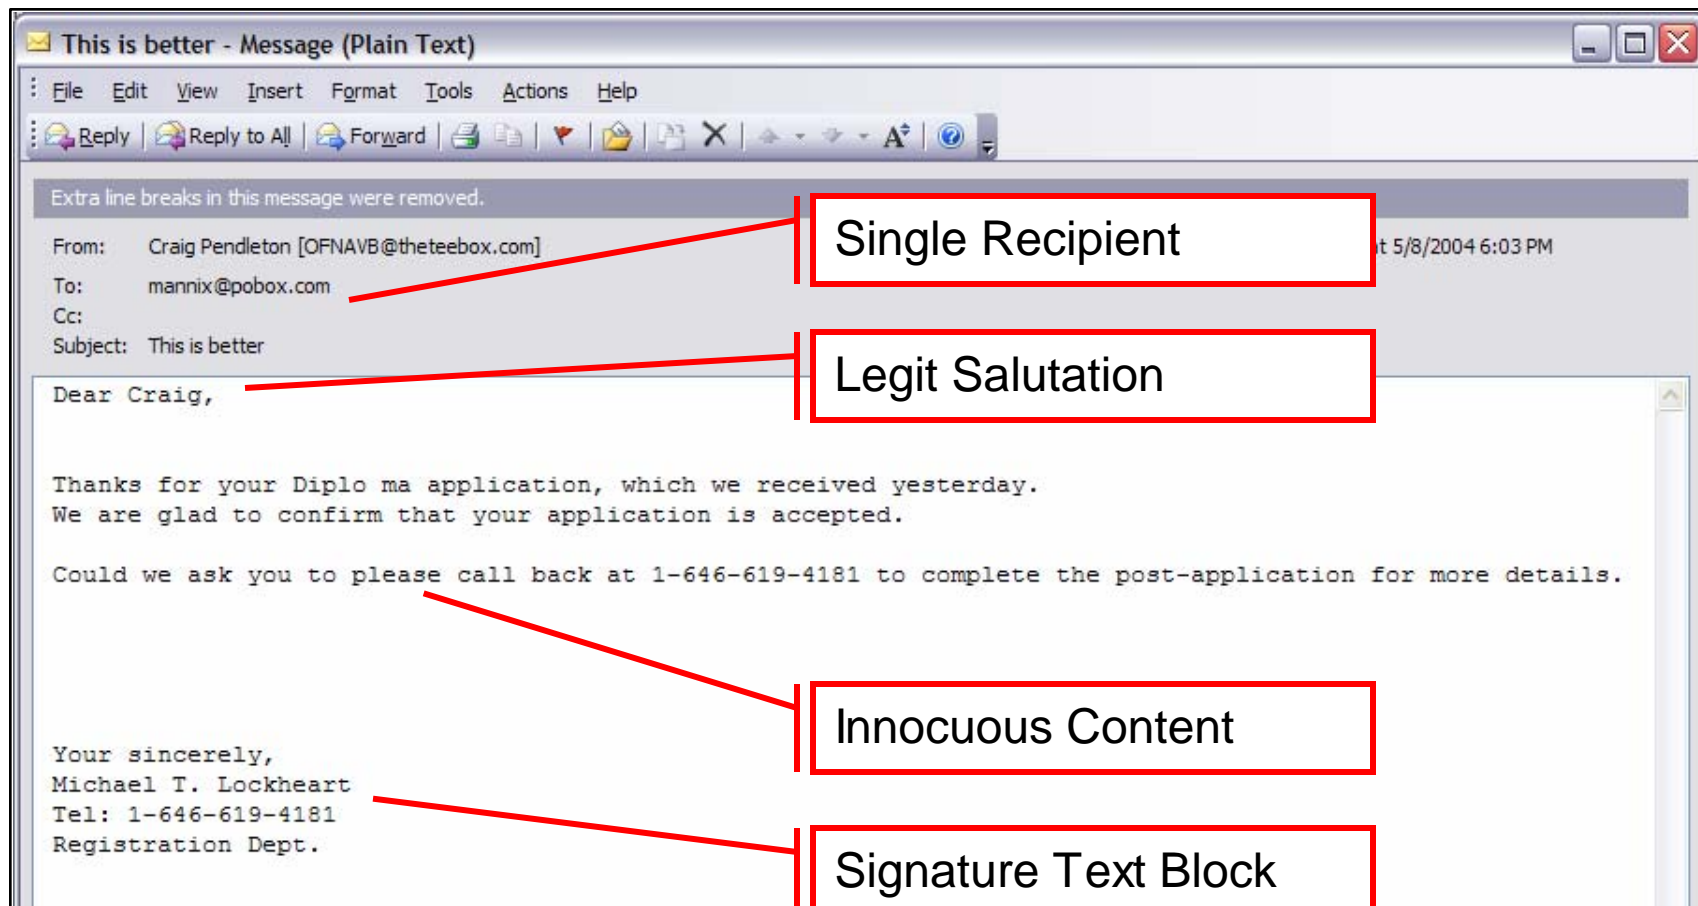 This is better - Message (Plain Text)
File Edit View Insert Format Tools Actions Help
Reply Reply to All Forward
Extra line breaks in this message were removed.
Single Recipient
From: Craig Pendleton [OFNAVB@theteebox.com] at 5/8/2004 6:03 PM
To: mannix@pobox.com
Cc:
Subject: This is better
Legit Salutation
Dear Craig,
Thanks for your Diplo ma application, which we received yesterday.
We are glad to confirm that your application is accepted.
Could we ask you to please call back at 1-646-619-4181 to complete the post-application for more details.
Innocuous Content
Your sincerely,
Michael T. Lockheart
Tel: 1-646-619-4181
Registration Dept.
Signature Text Block